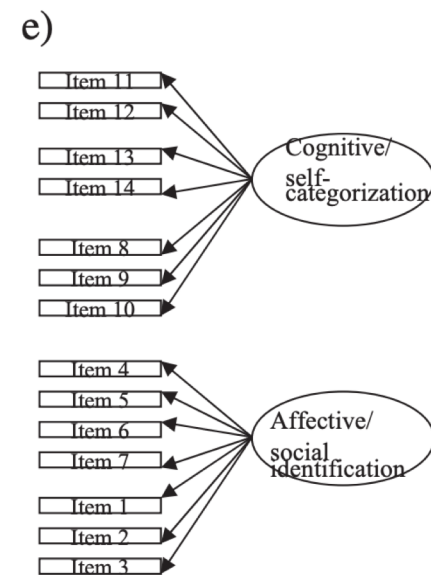 e)
Item 11
Item 12
Item 13
Item 14
Item 8
Item 9
Item 10
Cognitive/
self-
categorization
Item 4
Item 5
Item 6
Item 7
Item 1
Item 2
Item 3
Affective/
social
identification